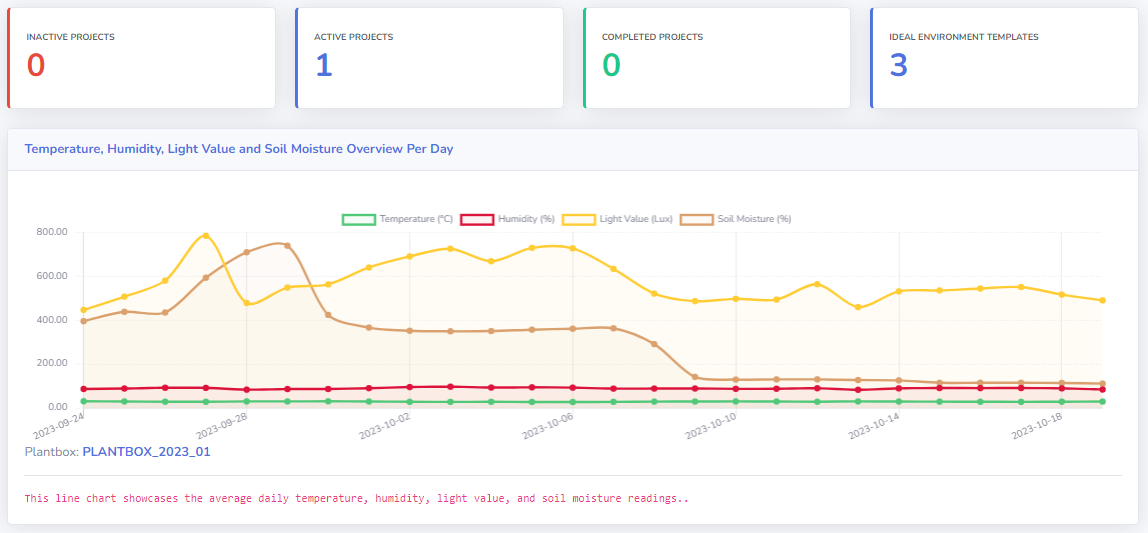 INACTIVE PROJECTS
0
ACTIVE PROJECTS
1
COMPLETED PROJECTS
0
IDEAL ENVIRONMENT TEMPLATES
3
Temperature, Humidity, Light Value and Soil Moisture Overview Per Day
Temperature (°C) Humidity (%) Light Value (Lux) Soil Moisture (%)
800.00
600.00
400.00
200.00
0.00
2023-09-24 2023-09-28 2023-10-02 2023-10-06 2023-10-10 2023-10-14 2023-10-18
Plantbox: PLANTBOX_2023_01
This line chart showcases the average daily temperature, humidity, light value, and soil moisture readings..